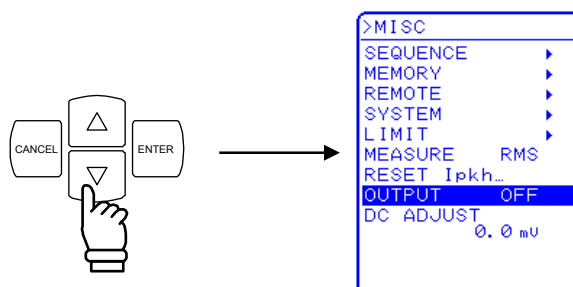 CANCEL
ENTER
>MISC
SEQUENCE
MEMORY
REMOTE
SYSTEM
LIMIT
MEASURE RMS
RESET Ipkh…
OUTPUT OFF
DC ADJUST
0.0 mV